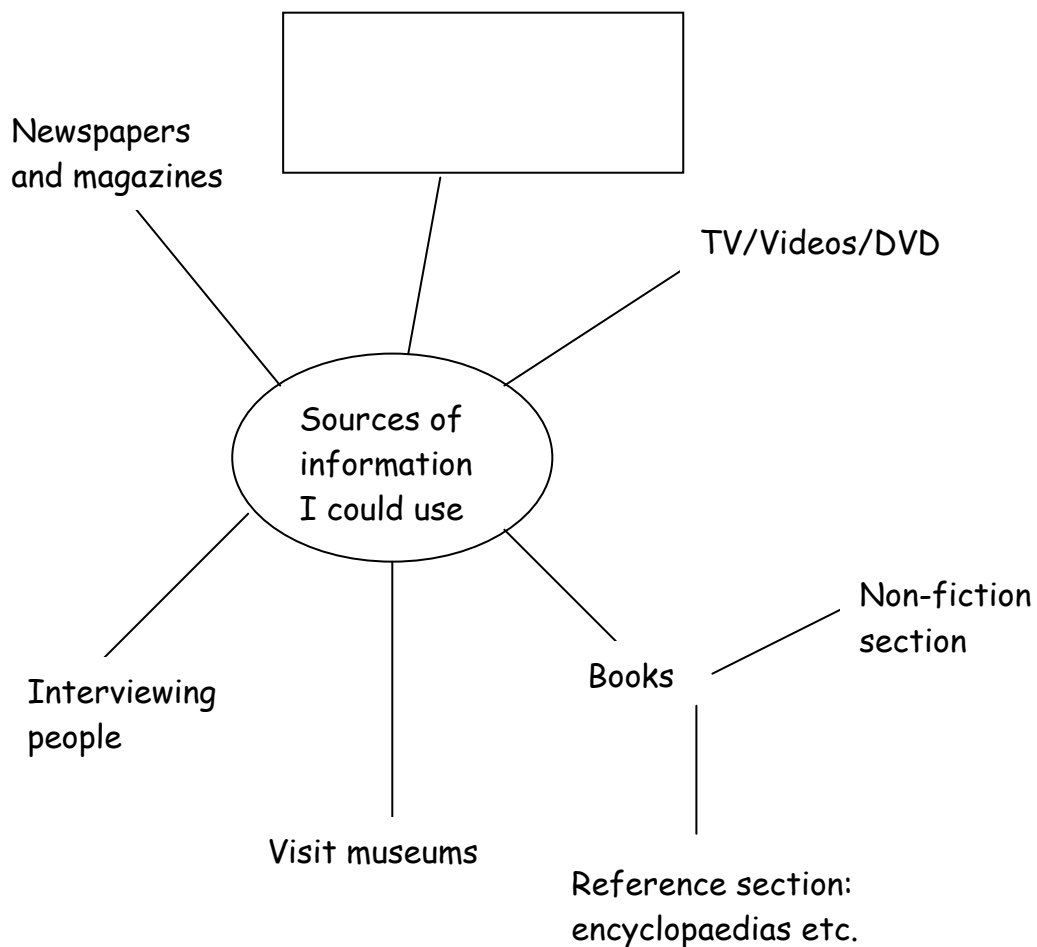 Newspapers
and magazines
TV/Videos/DVD
Sources of
information
I could use
Non-fiction
section
Books
Interviewing
people
Visit museums
Reference section:
encyclopaedias etc.